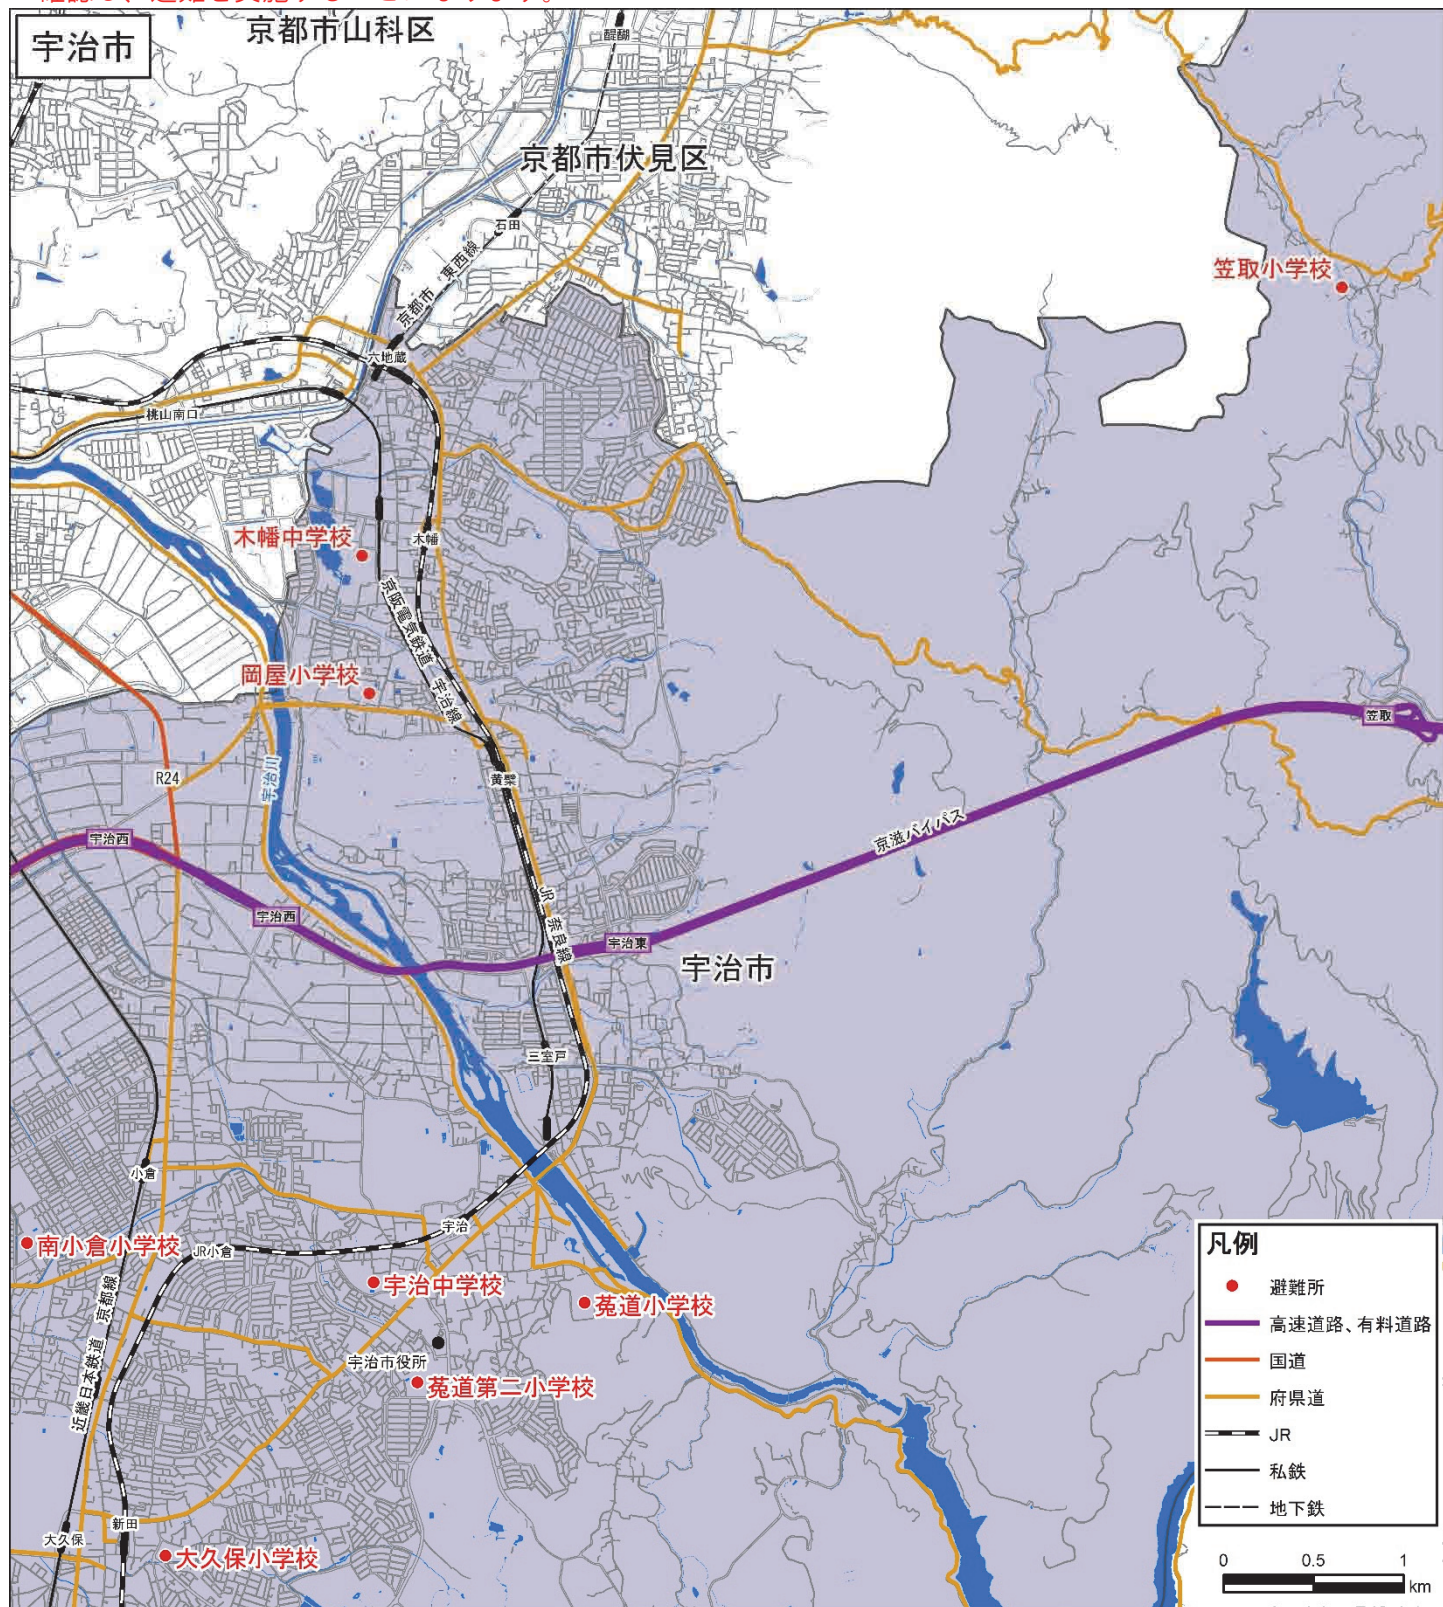 宇治市
京都市山科区
醍醐
京都市伏見区
石田
京都市 東西線
笠取小学校
六地蔵
桃山南口
木幡中学校
木幡
京阪電気鉄道 宇治線
岡屋小学校
笠取
R24
宇治川
黄檗
京滋バイパス
宇治西
宇治西
JR 奈良線
宇治東
宇治市
三室戸
小倉
宇治
南小倉小学校
JR小倉
宇治中学校
菟道小学校
近畿日本鉄道 京都線
宇治市役所
菟道第二小学校
大久保
新田
大久保小学校
凡例
避難所
高速道路、有料道路
国道
府県道
JR
私鉄
地下鉄
0 0.5 1
km